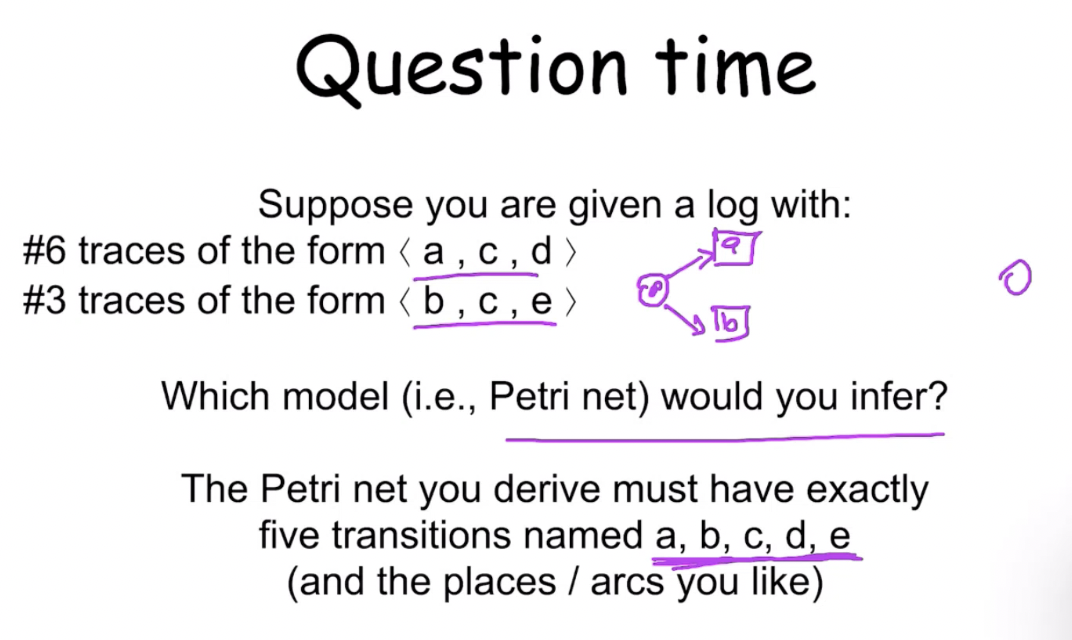 Question time
Suppose you are given a log with:
#6 traces of the form ⟨ a , c , d ⟩
#3 traces of the form ⟨ b , c , e ⟩
a
b
Which model (i.e., Petri net) would you infer?
The Petri net you derive must have exactly
five transitions named a, b, c, d, e
(and the places / arcs you like)